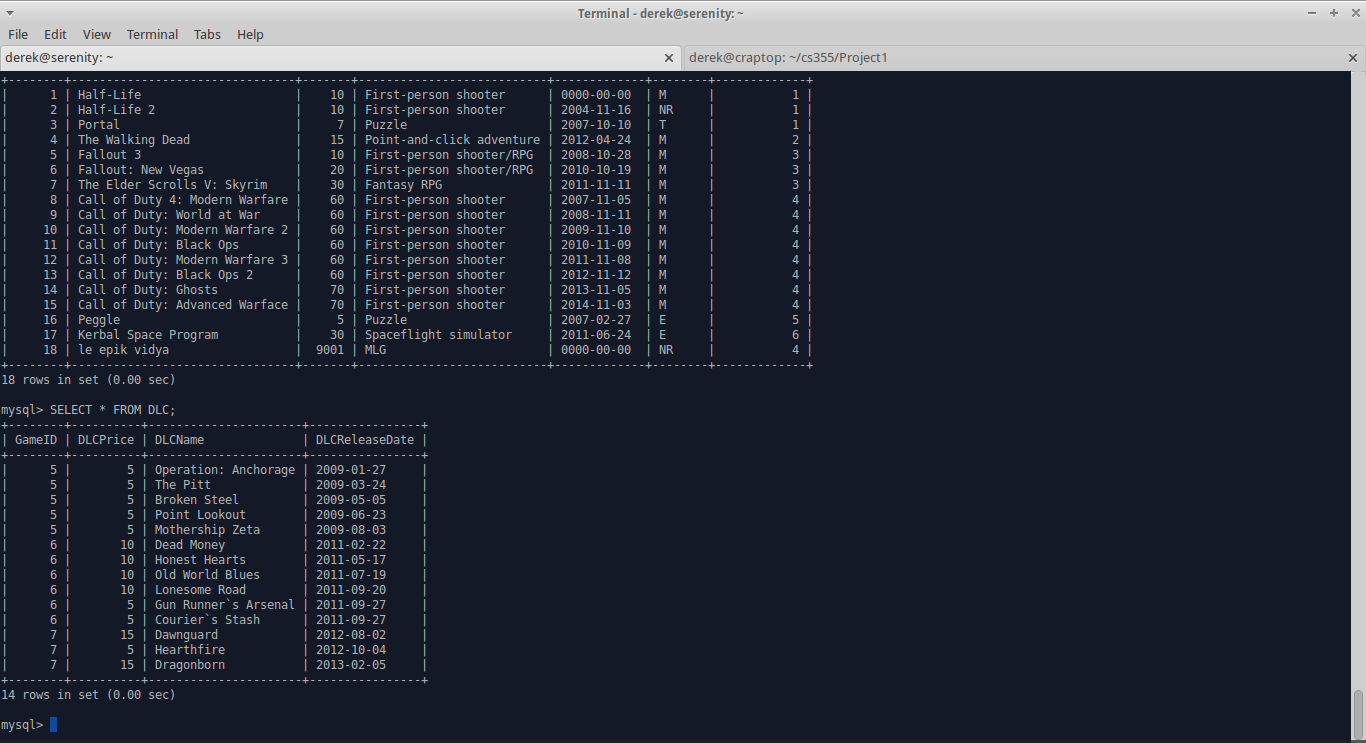 Terminal - derek@serenity: ~
File Edit View Terminal Tabs Help
derek@serenity: ~ derek@craptop: ~/cs355/Project1
+--------+--------------------------------+-------+----------------------------+-------------+--------+-------------+
| 1 | Half-Life | 10 | First-person shooter | 0000-00-00 | M | 1 |
| 2 | Half-Life 2 | 10 | First-person shooter | 2004-11-16 | NR | 1 |
| 3 | Portal | 7 | Puzzle | 2007-10-10 | T | 1 |
| 4 | The Walking Dead | 15 | Point-and-click adventure | 2012-04-24 | M | 2 |
| 5 | Fallout 3 | 10 | First-person shooter/RPG | 2008-10-28 | M | 3 |
| 6 | Fallout: New Vegas | 20 | First-person shooter/RPG | 2010-10-19 | M | 3 |
| 7 | The Elder Scrolls V: Skyrim | 30 | Fantasy RPG | 2011-11-11 | M | 3 |
| 8 | Call of Duty 4: Modern Warfare | 60 | First-person shooter | 2007-11-05 | M | 4 |
| 9 | Call of Duty: World at War | 60 | First-person shooter | 2008-11-11 | M | 4 |
| 10 | Call of Duty: Modern Warfare 2 | 60 | First-person shooter | 2009-11-10 | M | 4 |
| 11 | Call of Duty: Black Ops | 60 | First-person shooter | 2010-11-09 | M | 4 |
| 12 | Call of Duty: Modern Warfare 3 | 60 | First-person shooter | 2011-11-08 | M | 4 |
| 13 | Call of Duty: Black Ops 2 | 60 | First-person shooter | 2012-11-12 | M | 4 |
| 14 | Call of Duty: Ghosts | 70 | First-person shooter | 2013-11-05 | M | 4 |
| 15 | Call of Duty: Advanced Warface | 70 | First-person shooter | 2014-11-03 | M | 4 |
| 16 | Peggle | 5 | Puzzle | 2007-02-27 | E | 5 |
| 17 | Kerbal Space Program | 30 | Spaceflight simulator | 2011-06-24 | E | 6 |
| 18 | le epik vidya | 9001 | MLG | 0000-00-00 | NR | 4 |
+--------+--------------------------------+-------+----------------------------+-------------+--------+-------------+
18 rows in set (0.00 sec)
mysql> SELECT * FROM DLC;
+--------+----------+----------------------+----------------+
| GameID | DLCPrice | DLCName | DLCReleaseDate |
+--------+----------+----------------------+----------------+
| 5 | 5 | Operation: Anchorage | 2009-01-27 |
| 5 | 5 | The Pitt | 2009-03-24 |
| 5 | 5 | Broken Steel | 2009-05-05 |
| 5 | 5 | Point Lookout | 2009-06-23 |
| 5 | 5 | Mothership Zeta | 2009-08-03 |
| 6 | 10 | Dead Money | 2011-02-22 |
| 6 | 10 | Honest Hearts | 2011-05-17 |
| 6 | 10 | Old World Blues | 2011-07-19 |
| 6 | 10 | Lonesome Road | 2011-09-20 |
| 6 | 5 | Gun Runner`s Arsenal | 2011-09-27 |
| 6 | 5 | Courier`s Stash | 2011-09-27 |
| 7 | 15 | Dawnguard | 2012-08-02 |
| 7 | 5 | Hearthfire | 2012-10-04 |
| 7 | 15 | Dragonborn | 2013-02-05 |
+--------+----------+----------------------+----------------+
14 rows in set (0.00 sec)
mysql>